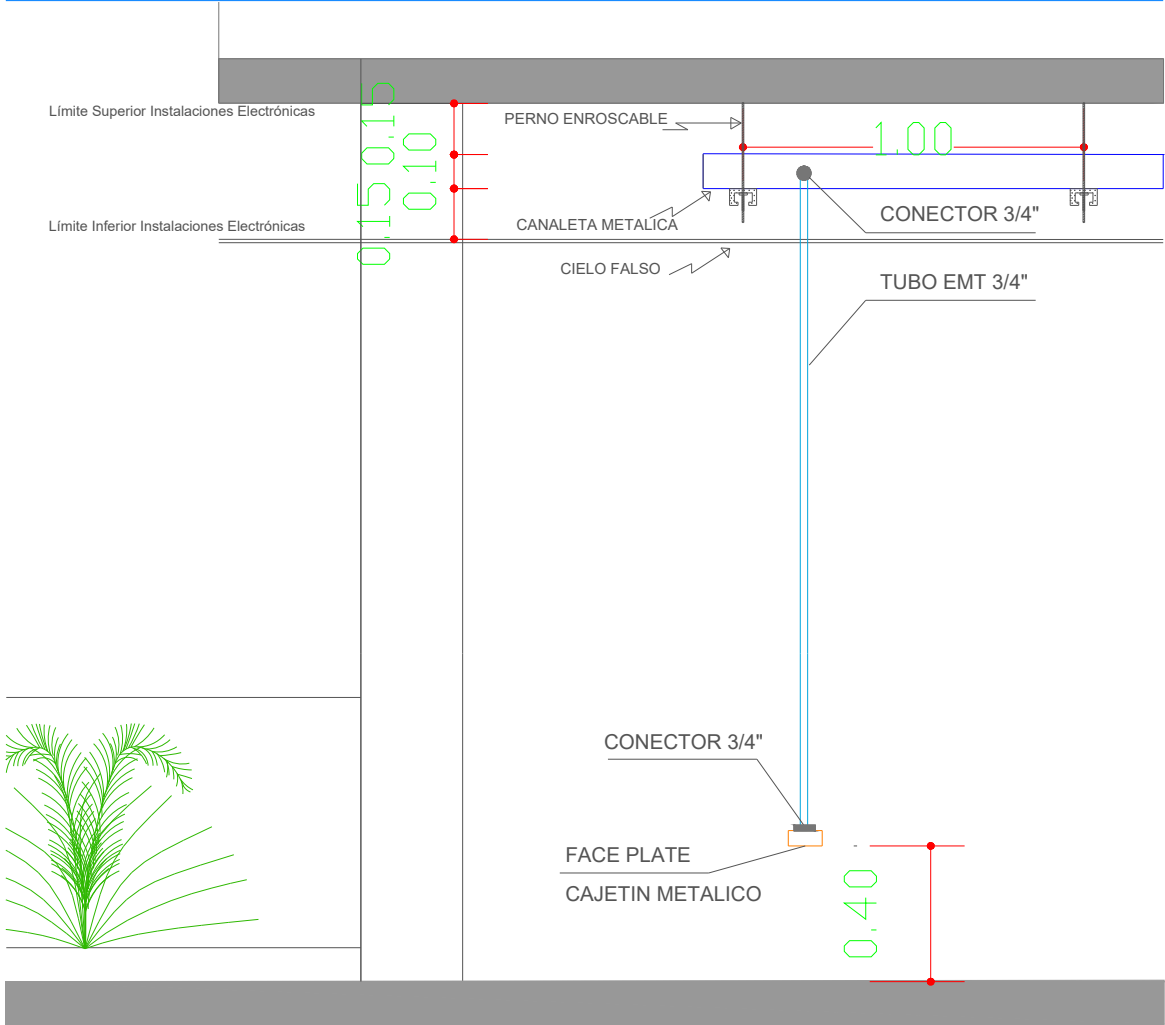 Límite Superior Instalaciones Electrónicas
PERNO ENROSCABLE
0.15
0.10
0.15
1.00
Límite Inferior Instalaciones Electrónicas
CANALETA METALICA
CONECTOR 3/4"
CIELO FALSO
TUBO EMT 3/4"
CONECTOR 3/4"
FACE PLATE
CAJETIN METALICO
0.40